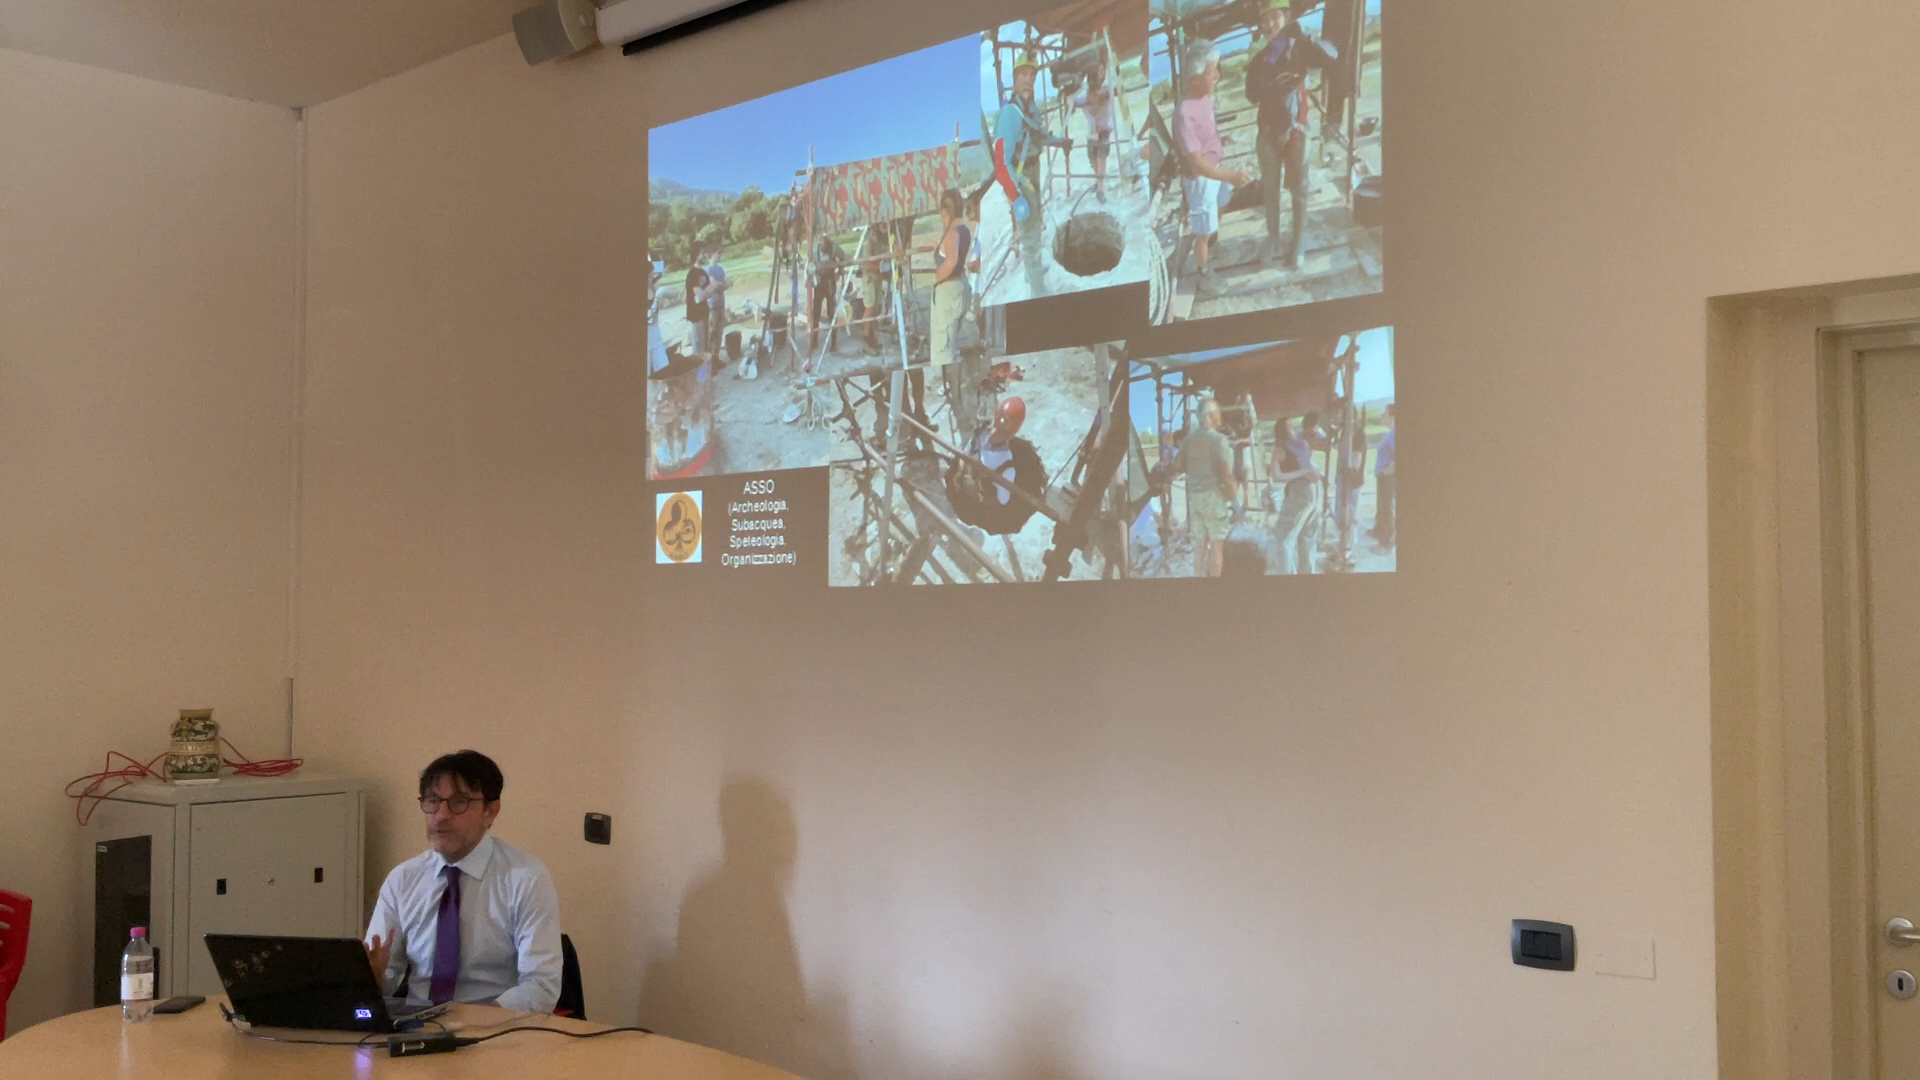 ASSO
(Archeologia,
Subacquea,
Speleologia,
Organizzazione)